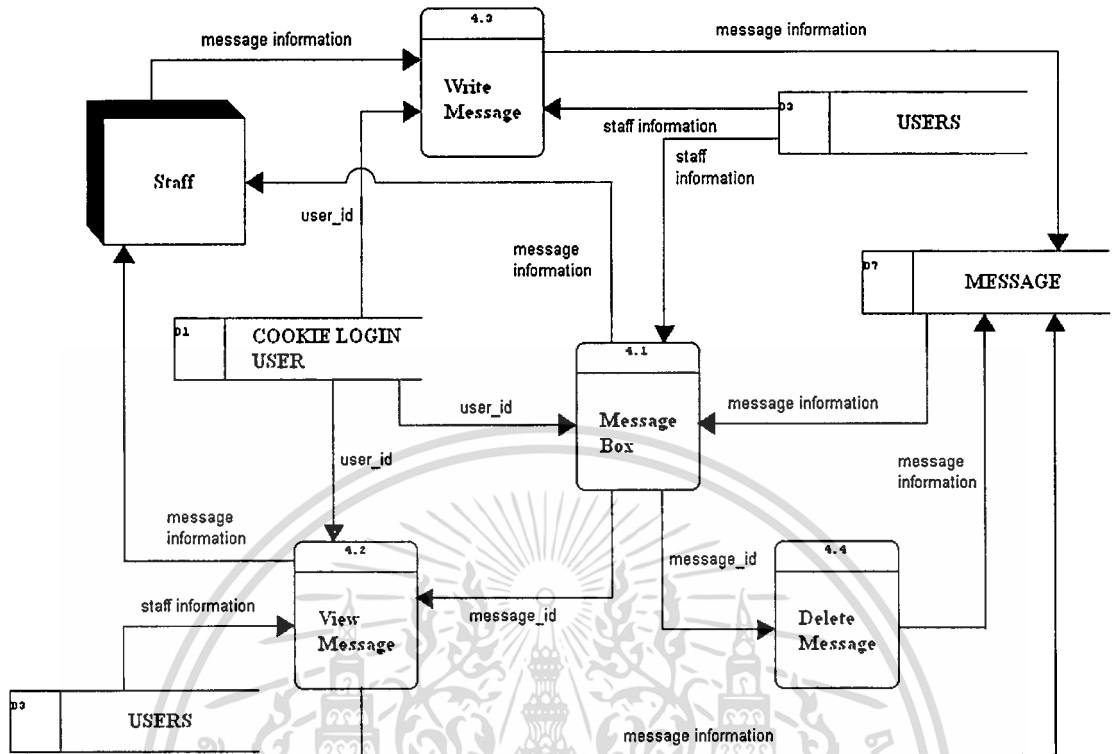 4.3
message information
message information
Write
Message
D3
USERS
staff information
staff
information
Staff
user_id
message
information
D7
MESSAGE
D1
COOKIE LOGIN
USER
4.1
Message
Box
user_id
message information
user_id
message
information
message
information
4.2
View
Message
message_id
message_id
4.4
Delete
Message
staff information
D3
USERS
message information